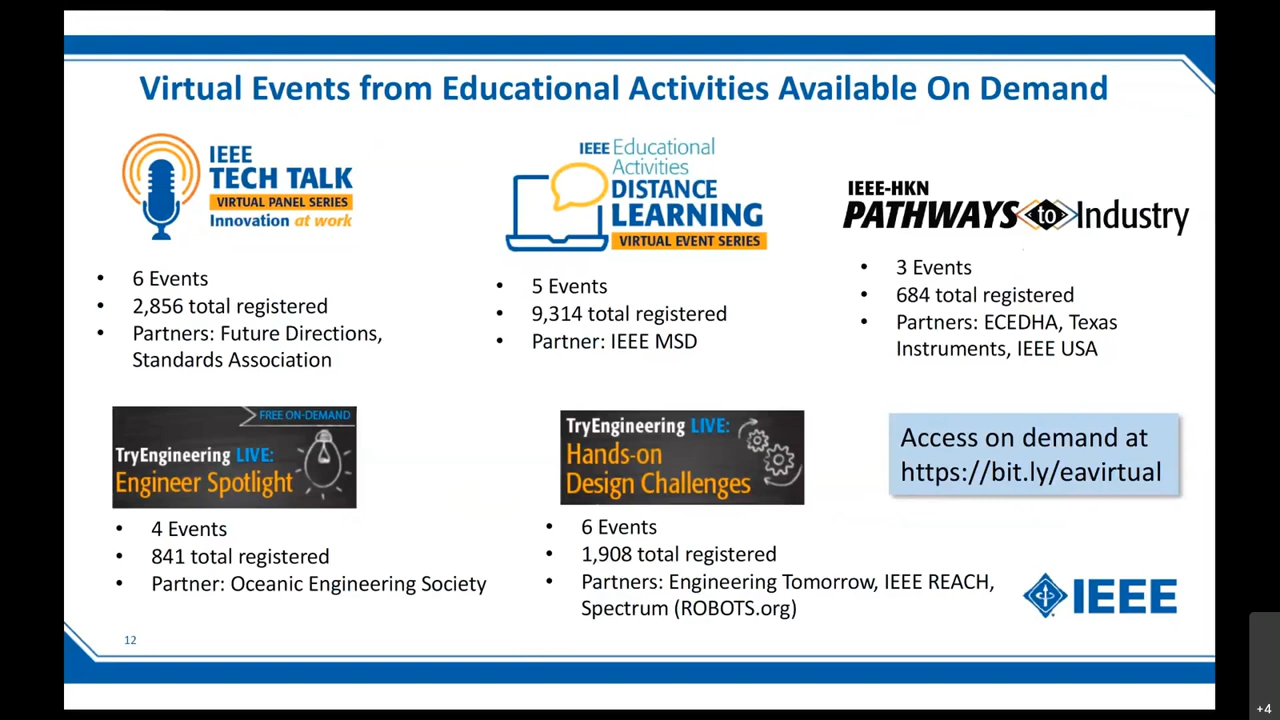 Virtual Events from Educational Activities Available On Demand
IEEE
TECH TALK
VIRTUAL PANEL SERIES
Innovation at work
• 6 Events
• 2,856 total registered
• Partners: Future Directions,
Standards Association
IEEE Educational
Activities
DISTANCE
LEARNING
VIRTUAL EVENT SERIES
• 5 Events
• 9,314 total registered
• Partner: IEEE MSD
IEEE-HKN
PATHWAYS to Industry
• 3 Events
• 684 total registered
• Partners: ECEDHA, Texas
Instruments, IEEE USA
FREE ON-DEMAND
TryEngineering LIVE:
Engineer Spotlight
• 4 Events
• 841 total registered
• Partner: Oceanic Engineering Society
TryEngineering LIVE:
Hands-on
Design Challenges
• 6 Events
• 1,908 total registered
• Partners: Engineering Tomorrow, IEEE REACH,
Spectrum (ROBOTS.org)
Access on demand at
https://bit.ly/eavirtual
IEEE
12
+4